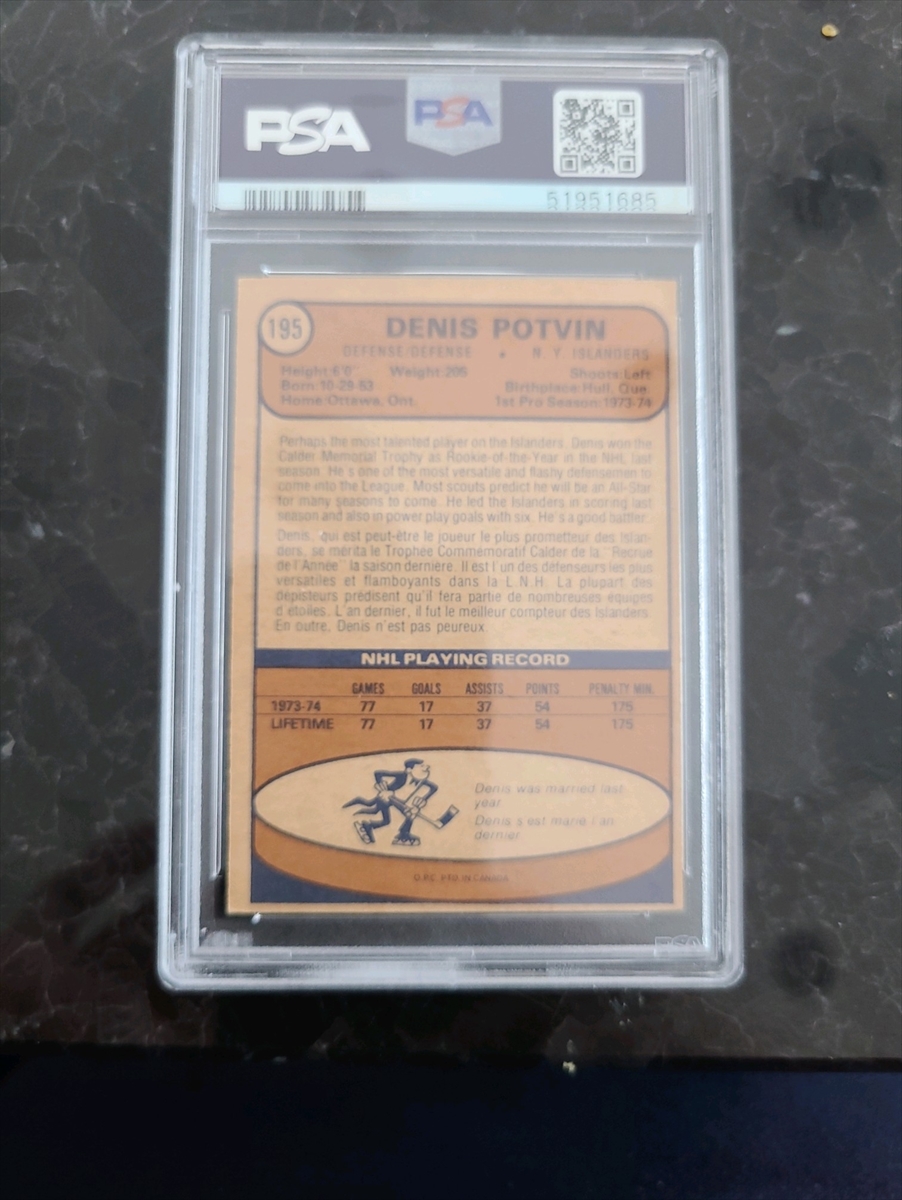 PSA PSA
51951685
195 DENIS POTVIN
DEFENSE/DEFENSE • N. Y. ISLANDERS
Height:6'0" Weight:205 Shoots:Left
Born:10-29-53 Birthplace:Hull, Que.
Home:Ottawa, Ont. 1st Pro Season:1973-74
Perhaps the most talented player on the Islanders, Denis won the
Calder Memorial Trophy as Rookie-of-the-Year in the NHL last
season. He's one of the most versatile and flashy defensemen to
come into the League. Most scouts predict he will be an All-Star
for many seasons to come. He led the Islanders in scoring last
season and also in power play goals with six. He's a good battler.
Denis, qui est peut-être le joueur le plus prometteur des Islan-
ders, se mérita le Trophée Commémoratif Calder de la "Recrue
de l'Année" la saison dernière. Il est l'un des défenseurs les plus
versatiles et flamboyants dans la L.N.H. La plupart des
dépisteurs prédisent qu'il fera partie de nombreuses équipes
d'étoiles. L'an dernier, il fut le meilleur compteur des Islanders.
En outre, Denis n'est pas peureux.
NHL PLAYING RECORD
GAMES GOALS ASSISTS POINTS PENALTY MIN.
1973-74 77 17 37 54 175
LIFETIME 77 17 37 54 175
Denis was married last
year.
Denis s'est marié l'an
dernier.
O.P.C. PTD. IN CANADA
PSA